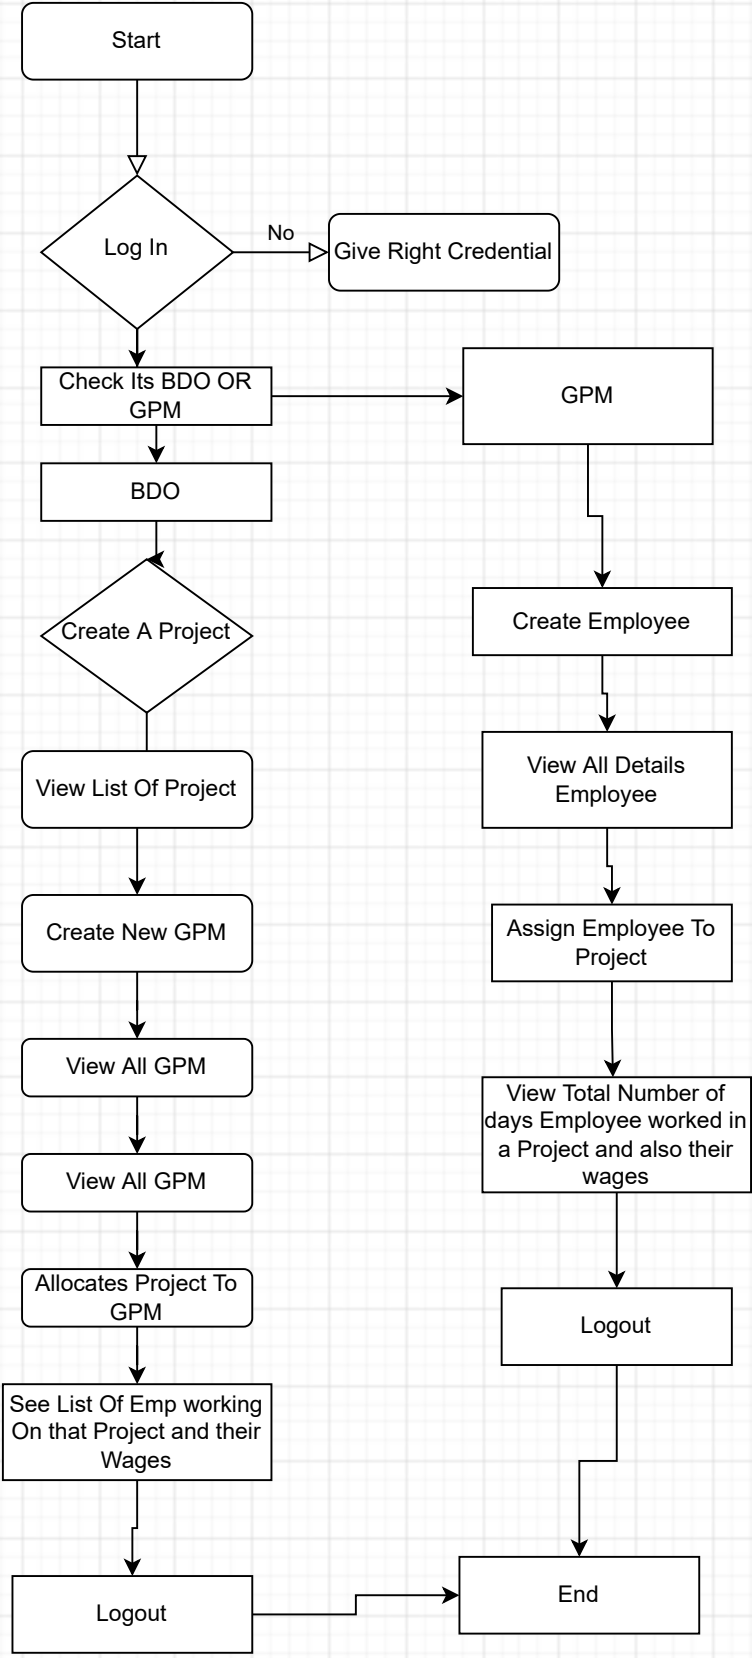 Start
Log In
No
Give Right Credential
Check Its BDO OR
GPM
GPM
BDO
Create A Project
Create Employee
View List Of Project
View All Details
Employee
Create New GPM
Assign Employee To
Project
View All GPM
View Total Number of
days Employee worked in
a Project and also their
wages
View All GPM
Allocates Project To
GPM
Logout
See List Of Emp working
On that Project and their
Wages
Logout
End